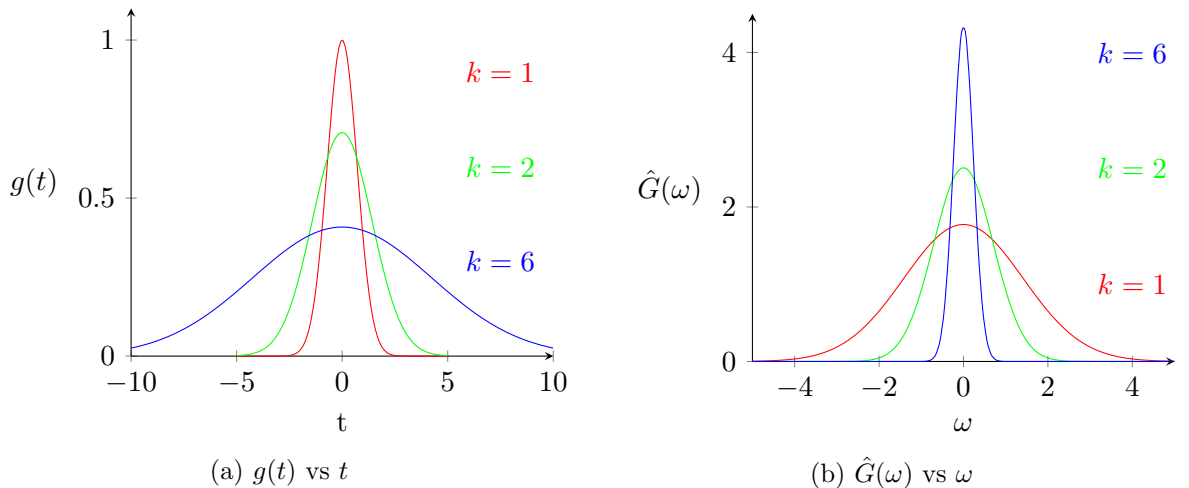 1
0.5
0
g(t)
k = 1
k = 2
k = 6
−10
−5
0
5
10
t
(a) g(t) vs t
4
2
0
Ĝ(ω)
k = 6
k = 2
k = 1
−4
−2
0
2
4
ω
(b) Ĝ(ω) vs ω